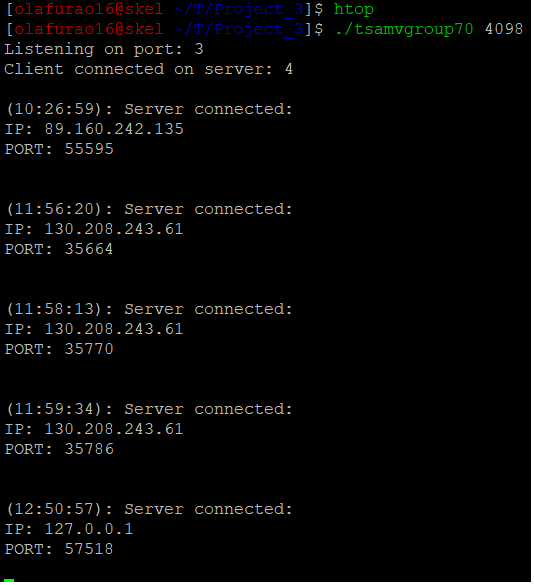 [olafurao16@skel ~/T/Project_3]$ htop
[olafurao16@skel ~/T/Project_3]$ ./tsamvgroup70 4098
Listening on port: 3
Client connected on server: 4
(10:26:59): Server connected:
IP: 89.160.242.135
PORT: 55595
(11:56:20): Server connected:
IP: 130.208.243.61
PORT: 35664
(11:58:13): Server connected:
IP: 130.208.243.61
PORT: 35770
(11:59:34): Server connected:
IP: 130.208.243.61
PORT: 35786
(12:50:57): Server connected:
IP: 127.0.0.1
PORT: 57518